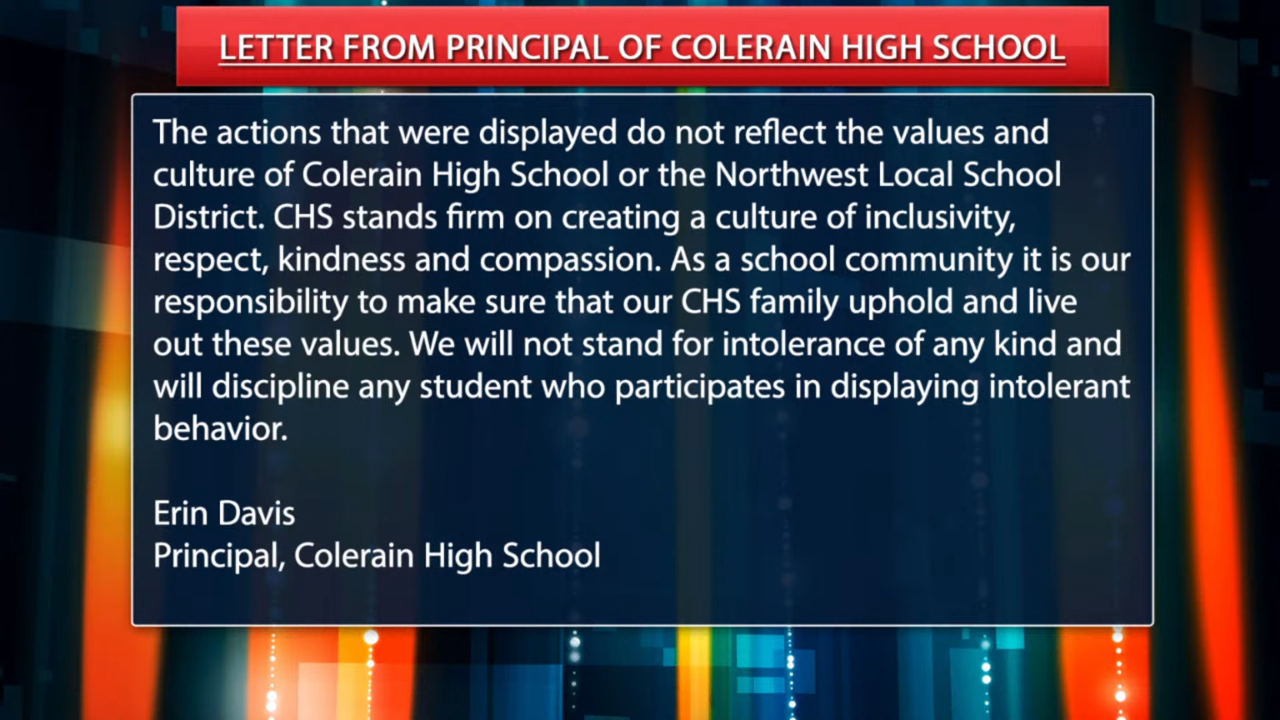 LETTER FROM PRINCIPAL OF COLERAIN HIGH SCHOOL
The actions that were displayed do not reflect the values and
culture of Colerain High School or the Northwest Local School
District. CHS stands firm on creating a culture of inclusivity,
respect, kindness and compassion. As a school community it is our
responsibility to make sure that our CHS family uphold and live
out these values. We will not stand for intolerance of any kind and
will discipline any student who participates in displaying intolerant
behavior.
Erin Davis
Principal, Colerain High School